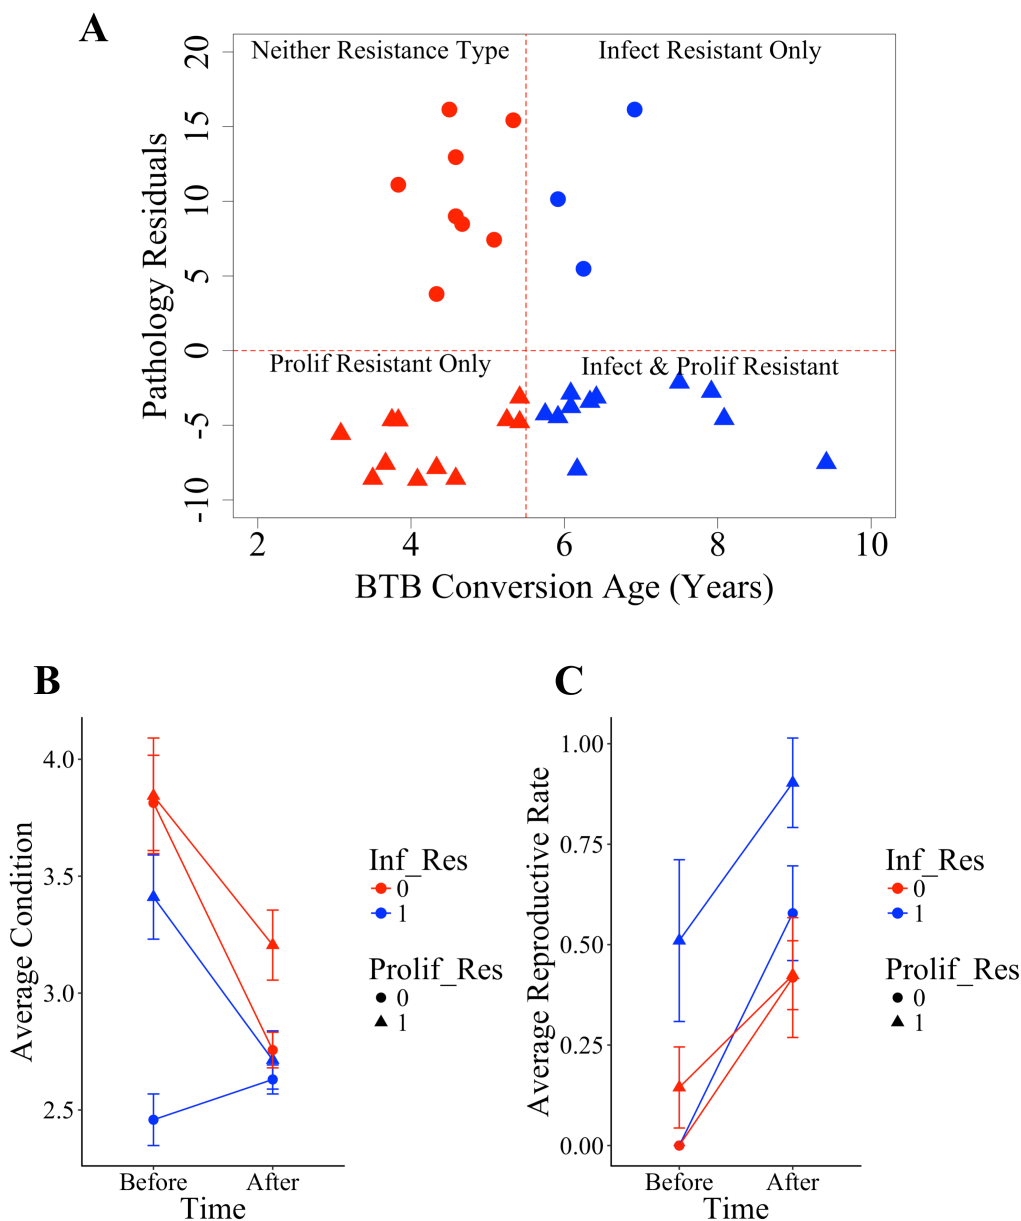 A
Neither Resistance Type
Infect Resistant Only
Prolif Resistant Only
Infect & Prolif Resistant
Pathology Residuals
20
15
10
5
0
-5
-10
2 4 6 8 10
BTB Conversion Age (Years)
B
Average Condition
4.0
3.5
3.0
2.5
Before After
Time
Inf_Res
0
1
Prolif_Res
0
1
C
Average Reproductive Rate
1.00
0.75
0.50
0.25
0.00
Before After
Time
Inf_Res
0
1
Prolif_Res
0
1